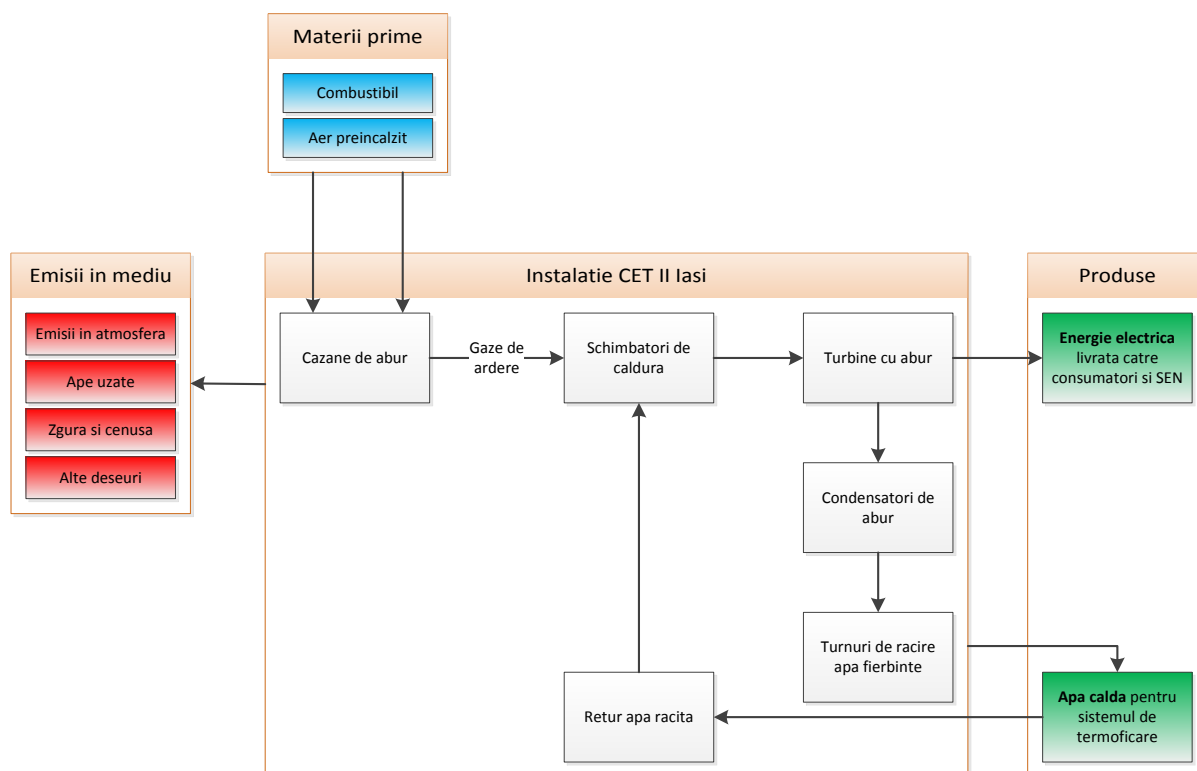 Materii prime
Combustibil
Aer preincalzit
Emisii in mediu
Emisii in atmosfera
Ape uzate
Zgura si cenusa
Alte deseuri
Instalatie CET II Iasi
Cazane de abur
Gaze de
ardere
Schimbatori de
caldura
Turbine cu abur
Condensatori de
abur
Turnuri de racire
apa fierbinte
Retur apa racita
Produse
Energie electrica
livrata catre
consumatori si SEN
Apa calda pentru
sistemul de
termoficare